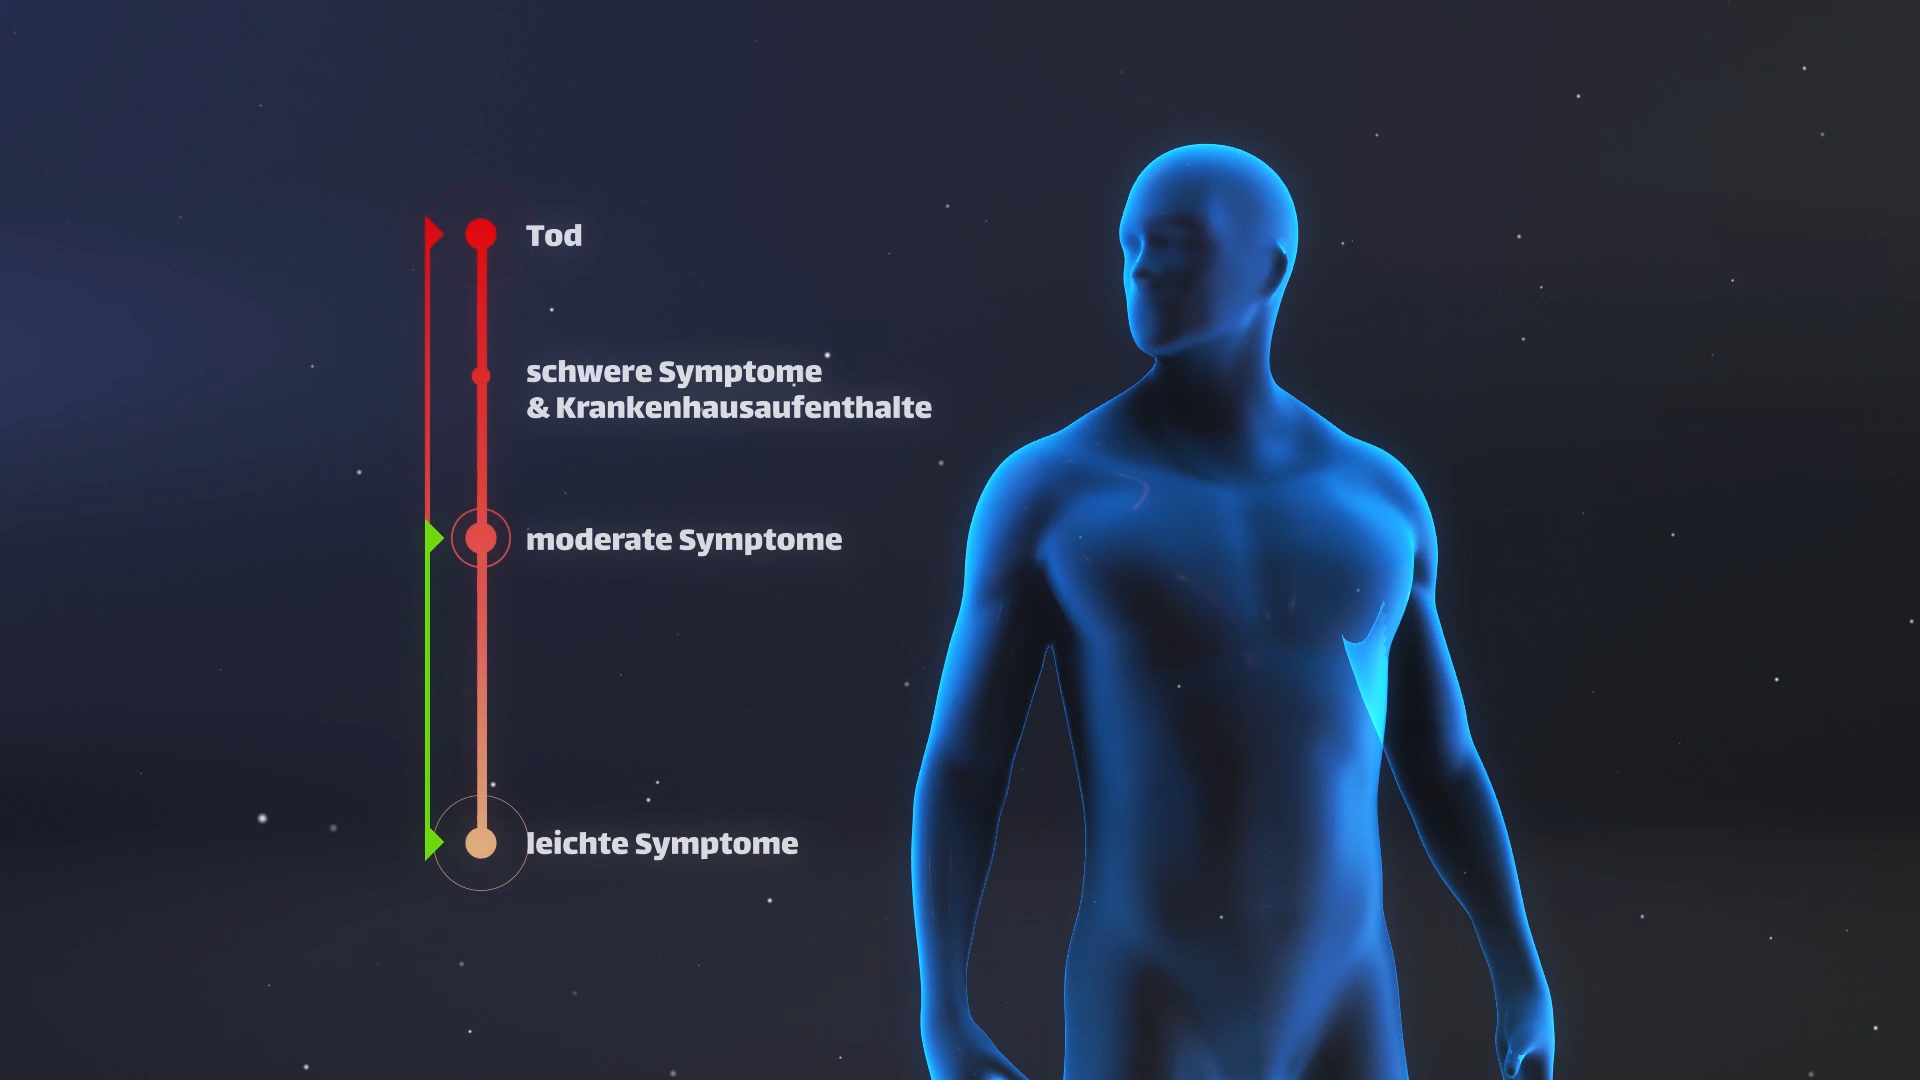 Tod
schwere Symptome
& Krankenhausaufenthalte
moderate Symptome
leichte Symptome